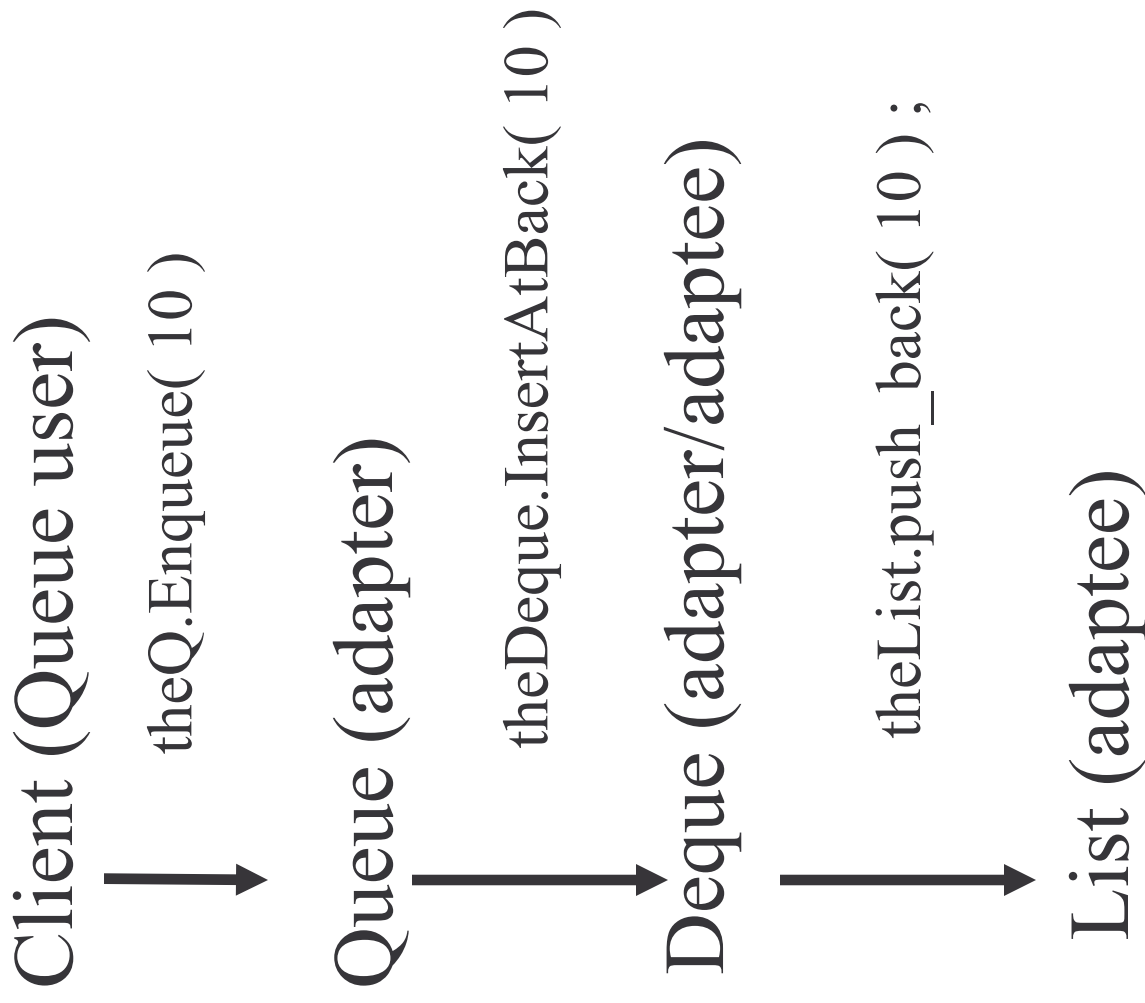 Client (Queue user)
theQ.Enqueue( 10 )
Queue (adapter)
theDeque.InsertAtBack( 10 )
Deque (adapter/adaptee)
theList.push_back( 10 ) ;
List (adaptee)